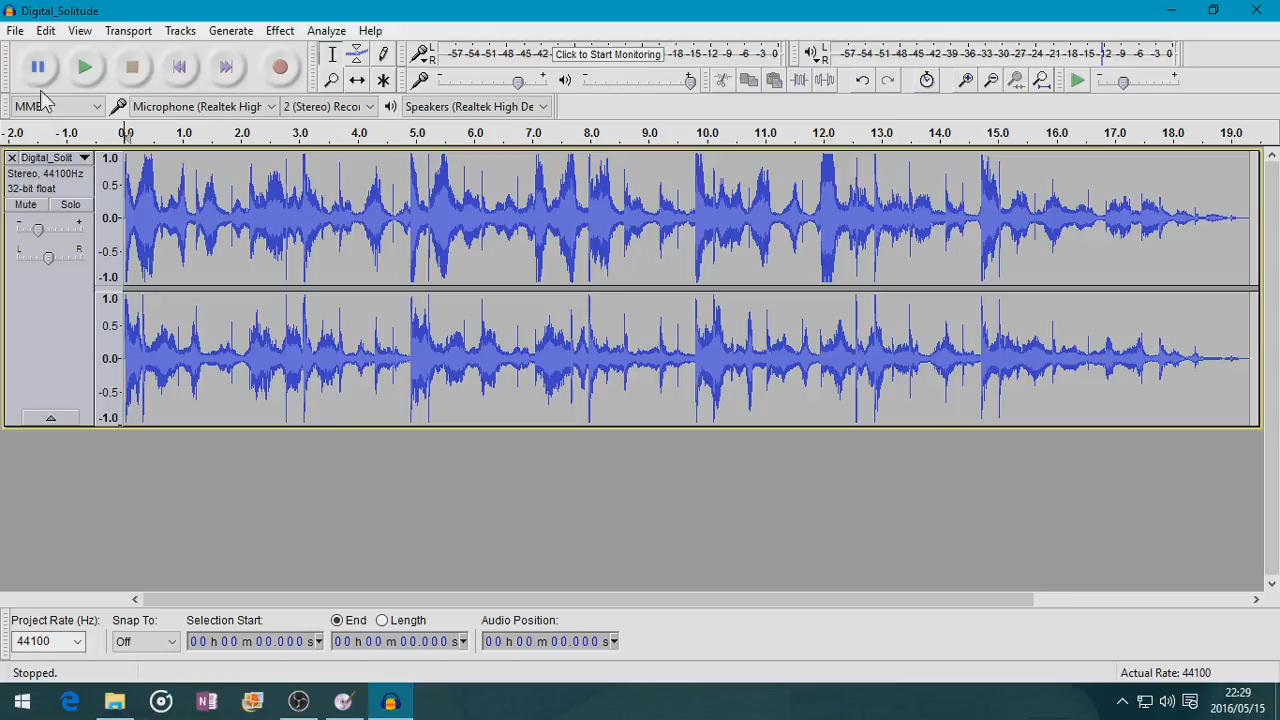 Digital_Solitude
File Edit View Transport Tracks Generate Effect Analyze Help
L R -57 -54 -51 -48 -45 -42 Click to Start Monitoring -18 -15 -12 -9 -6 -3 0
L R -57 -54 -51 -48 -45 -42 -39 -36 -33 -30 -27 -24 -21 -18 -15 -12 -9 -6 -3 0
MME Microphone (Realtek High 2 (Stereo) Recor Speakers (Realtek High De
- 2.0 - 1.0 0.0 1.0 2.0 3.0 4.0 5.0 6.0 7.0 8.0 9.0 10.0 11.0 12.0 13.0 14.0 15.0 16.0 17.0 18.0 19.0
Digital_Solit 1.0
Stereo, 44100Hz
32-bit float 0.5
Mute Solo
- + 0.0
L R -0.5
-1.0
1.0
0.5
0.0
-0.5
-1.0
Project Rate (Hz): Snap To: Selection Start: End Length Audio Position:
44100 Off 00 h 00 m 00.000 s 00 h 00 m 00.000 s 00 h 00 m 00.000 s
Stopped. Actual Rate: 44100
22:29
2016/05/15